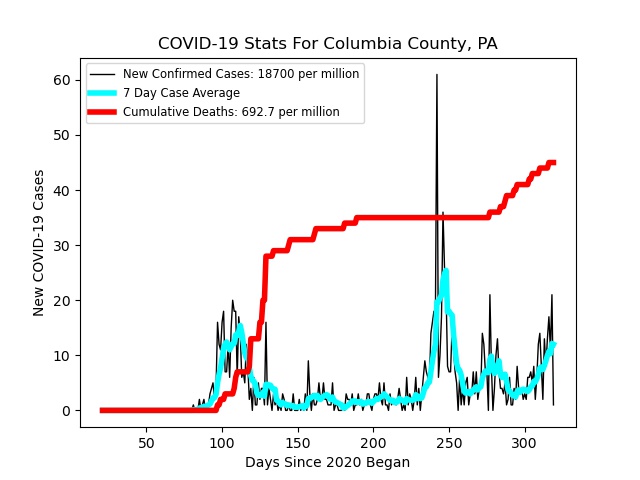 COVID-19 Stats For Columbia County, PA
New Confirmed Cases: 18700 per million
7 Day Case Average
Cumulative Deaths: 692.7 per million
New COVID-19 Cases
60
50
40
30
20
10
0
50 100 150 200 250 300
Days Since 2020 Began